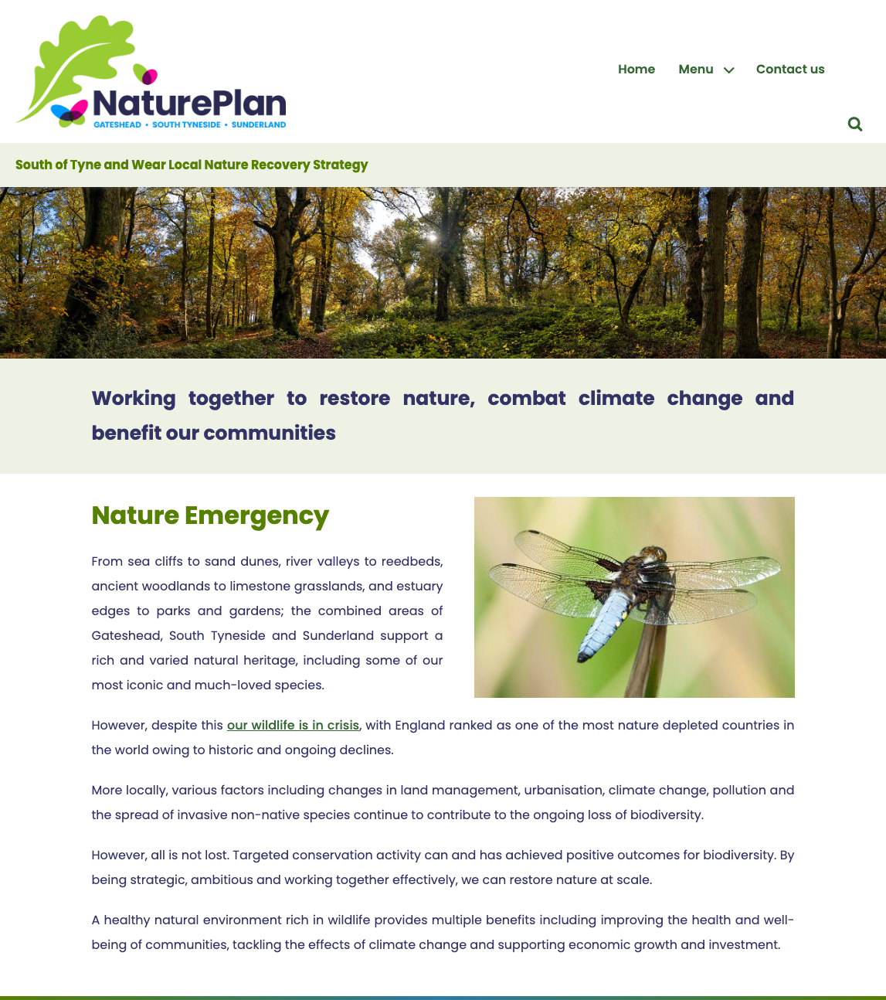 NaturePlan
GATESHEAD • SOUTH TYNESIDE • SUNDERLAND
Home Menu Contact us
South of Tyne and Wear Local Nature Recovery Strategy
Working together to restore nature, combat climate change and
benefit our communities
Nature Emergency
From sea cliffs to sand dunes, river valleys to reedbeds,
ancient woodlands to limestone grasslands, and estuary
edges to parks and gardens; the combined areas of
Gateshead, South Tyneside and Sunderland support a
rich and varied natural heritage, including some of our
most iconic and much-loved species.
However, despite this our wildlife is in crisis, with England ranked as one of the most nature depleted countries in
the world owing to historic and ongoing declines.
More locally, various factors including changes in land management, urbanisation, climate change, pollution and
the spread of invasive non-native species continue to contribute to the ongoing loss of biodiversity.
However, all is not lost. Targeted conservation activity can and has achieved positive outcomes for biodiversity. By
being strategic, ambitious and working together effectively, we can restore nature at scale.
A healthy natural environment rich in wildlife provides multiple benefits including improving the health and well-
being of communities, tackling the effects of climate change and supporting economic growth and investment.